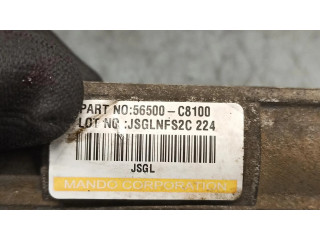 PART NO:56500-C8100
LOT NO :JSGLNFS2C 224
JSGL
MANDO CORPORATION